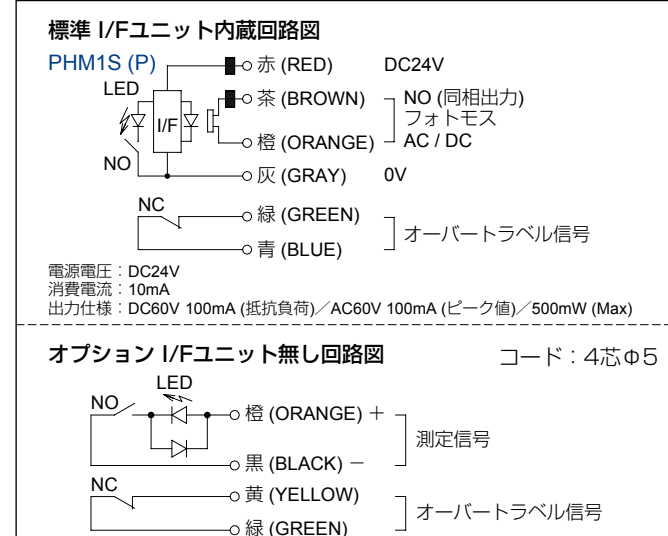 標準 I/Fユニット内蔵回路図
PHM1S (P)
赤 (RED) DC24V
LED
茶 (BROWN) NO (同相出力)
フォトモス
I/F
橙 (ORANGE) AC / DC
NO
灰 (GRAY) 0V
NC
緑 (GREEN)
オーバートラベル信号
青 (BLUE)
電源電圧：DC24V
消費電流：10mA
出力仕様：DC60V 100mA (抵抗負荷)／AC60V 100mA (ピーク値)／500mW (Max)
オプション I/Fユニット無し回路図 コード：4芯Φ5
LED
NO
橙 (ORANGE) ＋
測定信号
黒 (BLACK) －
NC
黄 (YELLOW)
オーバートラベル信号
緑 (GREEN)